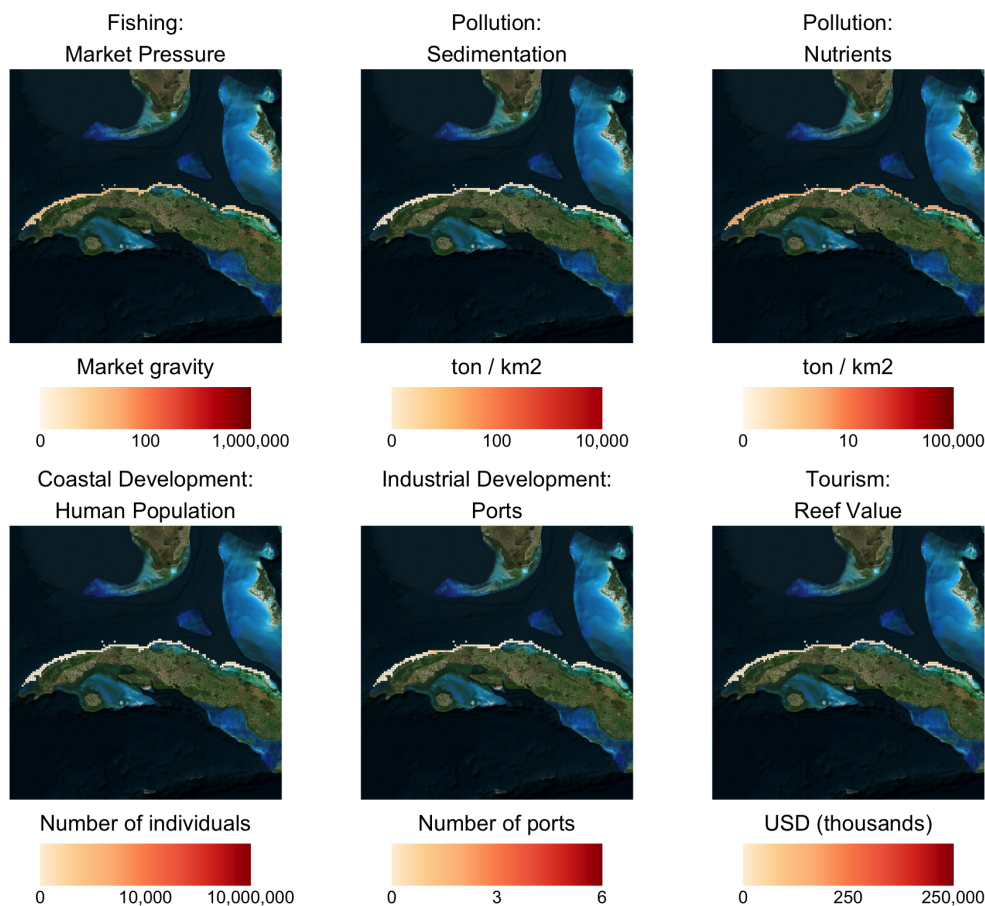 Fishing:
Market Pressure
Pollution:
Sedimentation
Pollution:
Nutrients
Market gravity
0 100 1,000,000
ton / km2
0 100 10,000
ton / km2
0 10 100,000
Coastal Development:
Human Population
Industrial Development:
Ports
Tourism:
Reef Value
Number of individuals
0 10,000 10,000,000
Number of ports
0 3 6
USD (thousands)
0 250 250,000